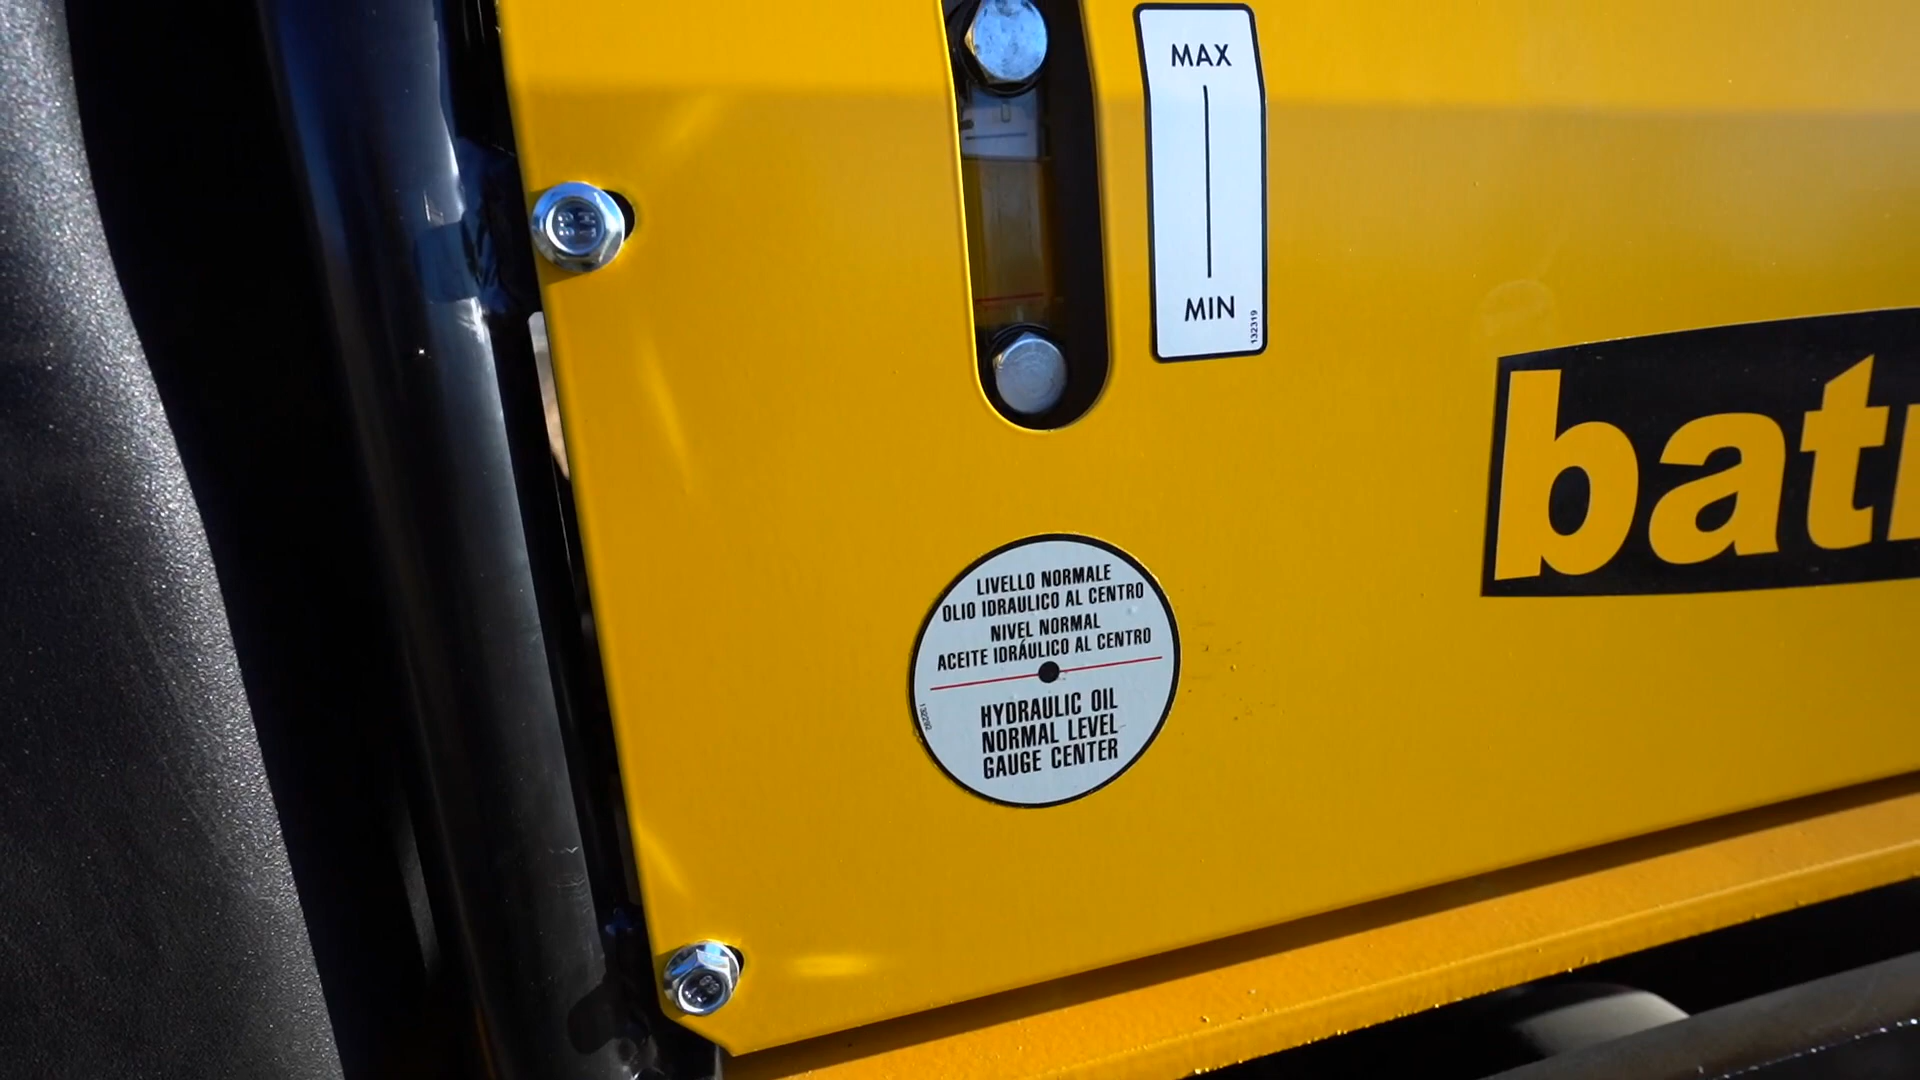 MAX
MIN
132319
bat
LIVELLO NORMALE
OLIO IDRAULICO AL CENTRO
NIVEL NORMAL
ACEITE IDRÁULICO AL CENTRO
HYDRAULIC OIL
NORMAL LEVEL
GAUGE CENTER